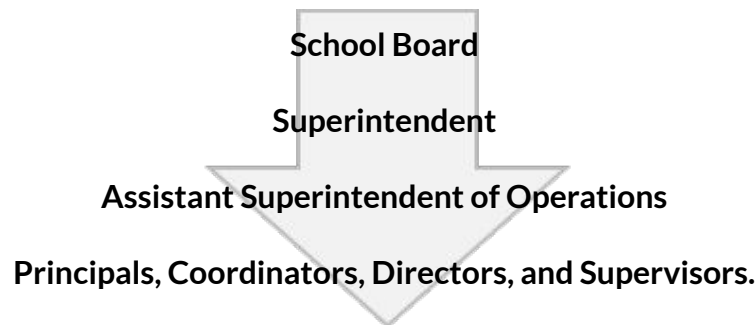 School Board
Superintendent
Assistant Superintendent of Operations
Principals, Coordinators, Directors, and Supervisors.